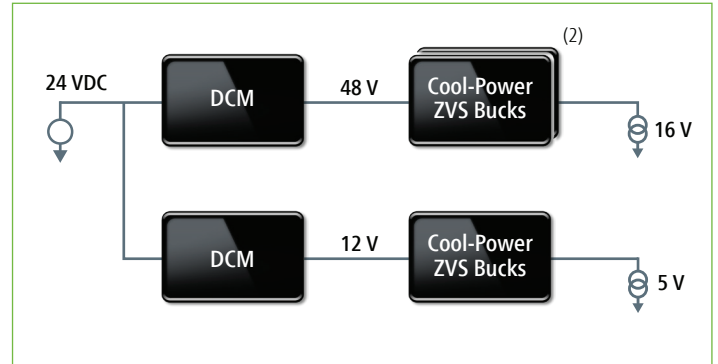 (2)
24 VDC
DCM
48 V
Cool-Power
ZVS Bucks
16 V
DCM
12 V
Cool-Power
ZVS Bucks
5 V